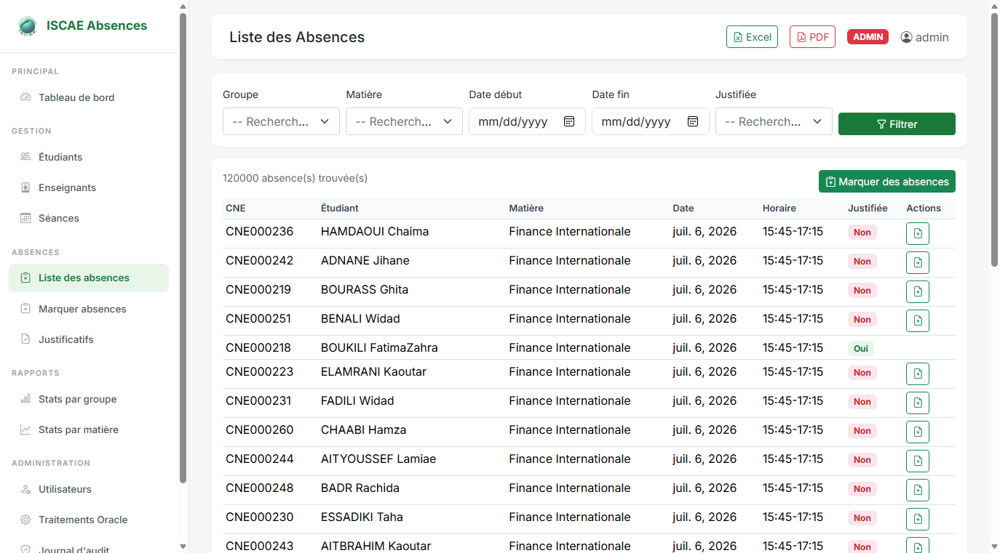 ISCAE Absences
PRINCIPAL
Tableau de bord
GESTION
Étudiants
Enseignants
Séances
ABSENCES
Liste des absences
Marquer absences
Justificatifs
RAPPORTS
Stats par groupe
Stats par matière
ADMINISTRATION
Utilisateurs
Traitements Oracle
Journal d'audit
Liste des Absences
Excel PDF ADMIN admin
Groupe Matière Date début Date fin Justifiée
-- Recherch... -- Recherch... mm/dd/yyyy mm/dd/yyyy -- Recherch... Filtrer
120000 absence(s) trouvée(s)
Marquer des absences
CNE Étudiant Matière Date Horaire Justifiée Actions
CNE000236 HAMDAOUI Chaima Finance Internationale juil. 6, 2026 15:45-17:15 Non
CNE000242 ADNANE Jihane Finance Internationale juil. 6, 2026 15:45-17:15 Non
CNE000219 BOURASS Ghita Finance Internationale juil. 6, 2026 15:45-17:15 Non
CNE000251 BENALI Widad Finance Internationale juil. 6, 2026 15:45-17:15 Non
CNE000218 BOUKILI FatimaZahra Finance Internationale juil. 6, 2026 15:45-17:15 Oui
CNE000223 ELAMRANI Kaoutar Finance Internationale juil. 6, 2026 15:45-17:15 Non
CNE000231 FADILI Widad Finance Internationale juil. 6, 2026 15:45-17:15 Non
CNE000260 CHAABI Hamza Finance Internationale juil. 6, 2026 15:45-17:15 Non
CNE000244 AITYOUSSEF Lamiae Finance Internationale juil. 6, 2026 15:45-17:15 Non
CNE000248 BADR Rachida Finance Internationale juil. 6, 2026 15:45-17:15 Non
CNE000230 ESSADIKI Taha Finance Internationale juil. 6, 2026 15:45-17:15 Non
CNE000243 AITBRAHIM Kaoutar Finance Internationale juil. 6, 2026 15:45-17:15 Non